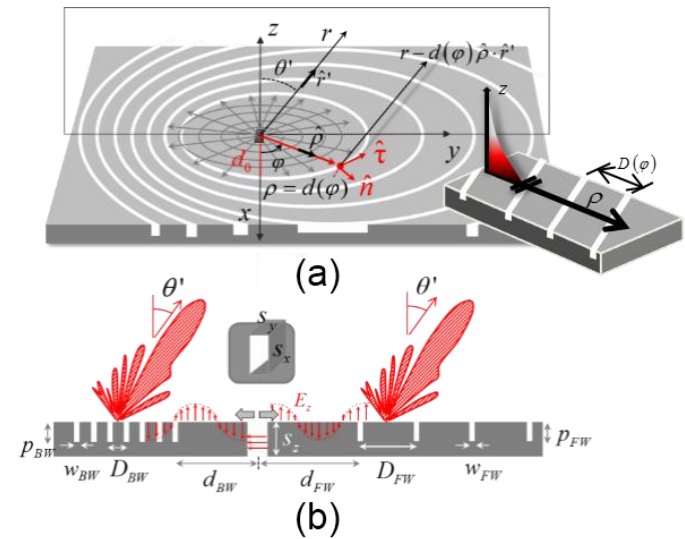 z
r
r − d(φ) ρ̂ · r̂'
θ'
r̂'
z
ρ̂
τ̂
D(φ)
d₀
φ
y
n̂
ρ
ρ = d(φ)
x
(a)
θ'
θ'
s_y
s_x
E_z
p_BW
s_z
p_FW
w_BW
D_BW
d_BW
d_FW
D_FW
w_FW
(b)